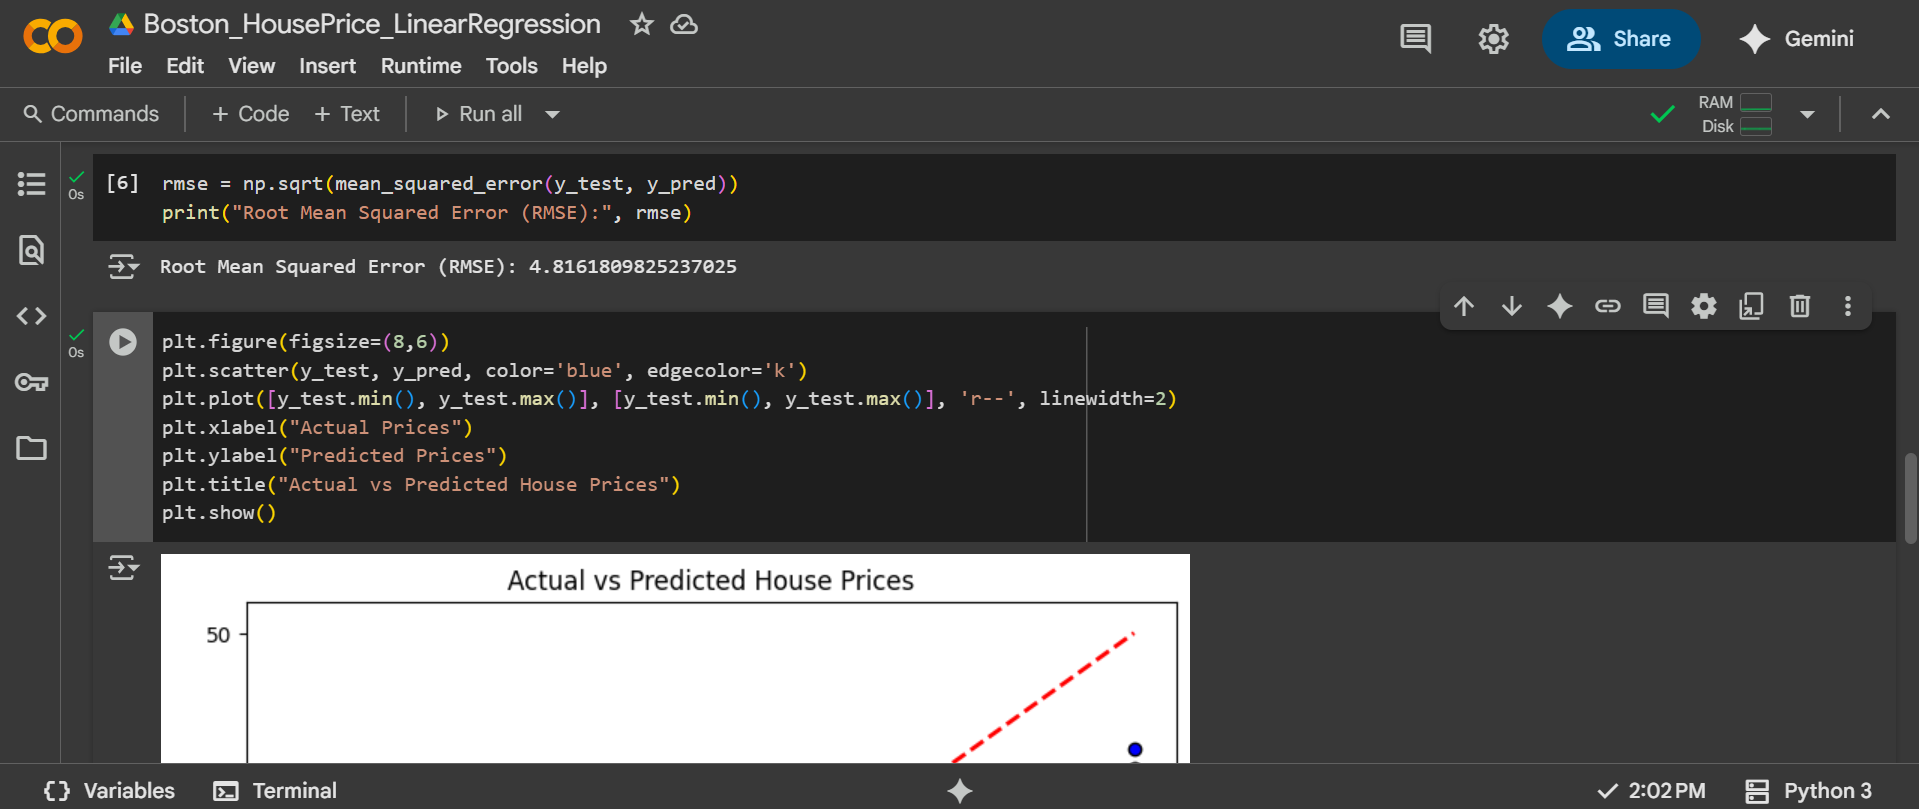 Boston_HousePrice_LinearRegression
File Edit View Insert Runtime Tools Help
Share
Gemini
Commands + Code + Text Run all
RAM
Disk
0s
[6] rmse = np.sqrt(mean_squared_error(y_test, y_pred))
print("Root Mean Squared Error (RMSE):", rmse)
Root Mean Squared Error (RMSE): 4.8161809825237025
0s
plt.figure(figsize=(8,6))
plt.scatter(y_test, y_pred, color='blue', edgecolor='k')
plt.plot([y_test.min(), y_test.max()], [y_test.min(), y_test.max()], 'r--', linewidth=2)
plt.xlabel("Actual Prices")
plt.ylabel("Predicted Prices")
plt.title("Actual vs Predicted House Prices")
plt.show()
Actual vs Predicted House Prices
50
{} Variables Terminal 2:02 PM Python 3